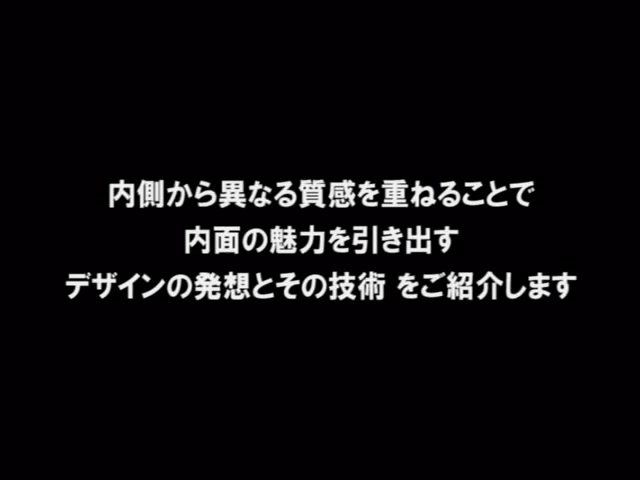 内側から異なる質感を重ねることで
内面の魅力を引き出す
デザインの発想とその技術 をご紹介します